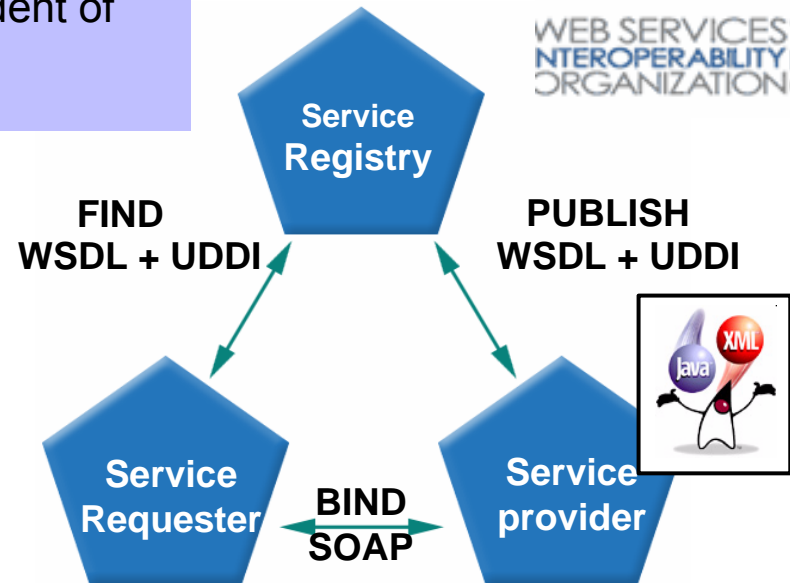 dent of
WEB SERVICES
INTEROPERABILITY
ORGANIZATION
Service
Registry
FIND
WSDL + UDDI
PUBLISH
WSDL + UDDI
XML
Java
Service
Requester
BIND
SOAP
Service
provider